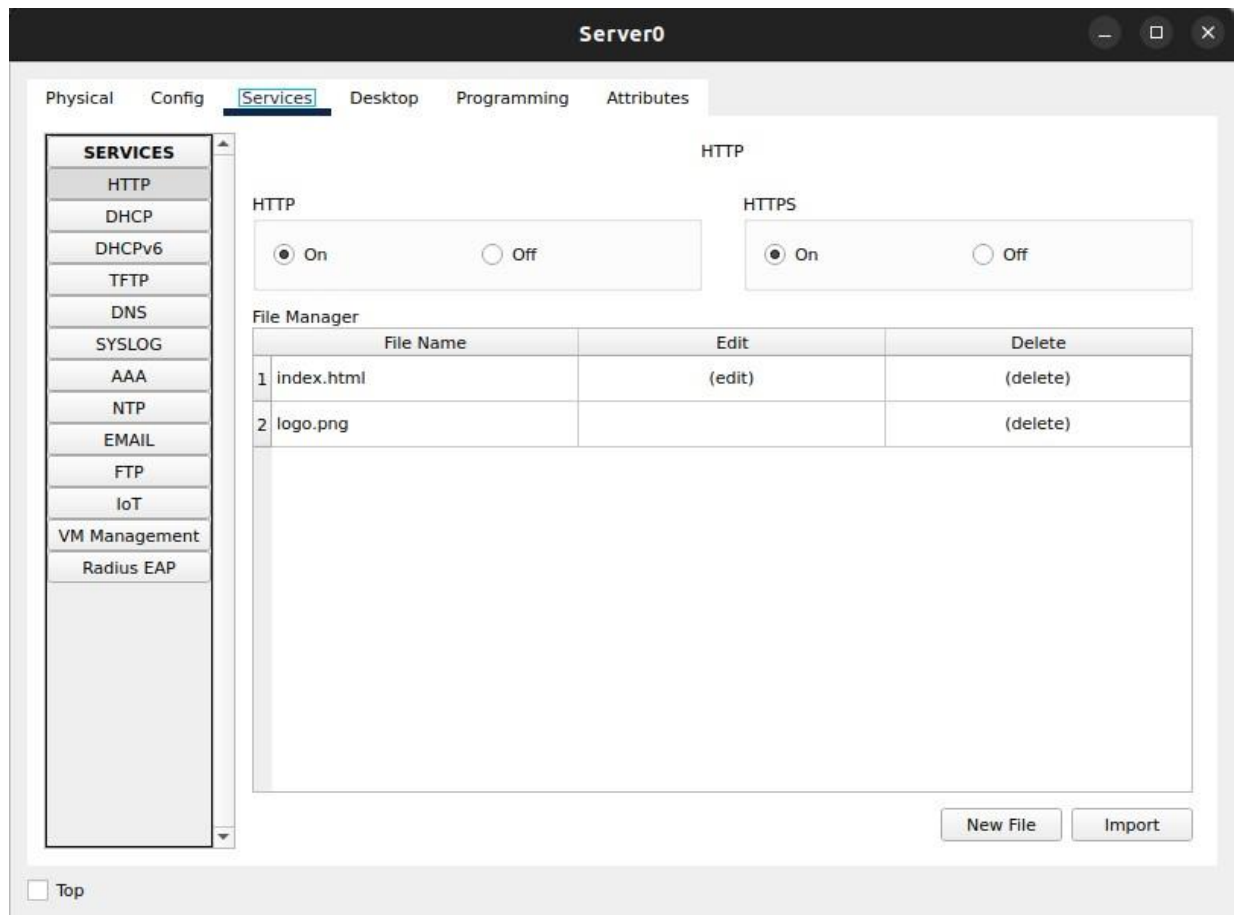 Server0
Physical Config Services Desktop Programming Attributes
SERVICES
HTTP
DHCP
DHCPv6
TFTP
DNS
SYSLOG
AAA
NTP
EMAIL
FTP
IoT
VM Management
Radius EAP
HTTP
HTTP HTTPS
On Off On Off
File Manager
File Name Edit Delete
1 index.html (edit) (delete)
2 logo.png (delete)
New File Import
Top